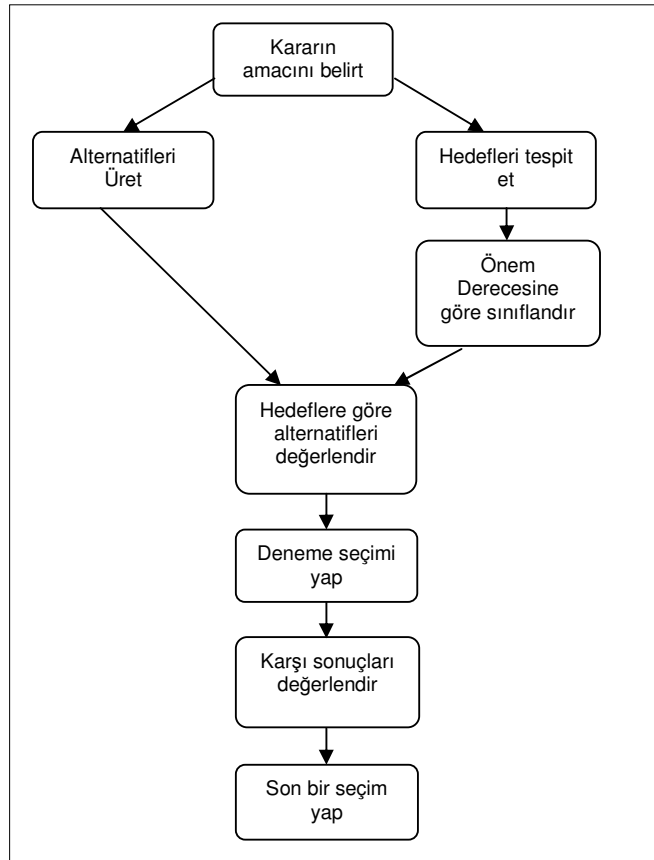 Kararın
amacını belirt
Alternatifleri
Üret
Hedefleri tespit
et
Önem
Derecesine
göre sınıflandır
Hedeflere göre
alternatifleri
değerlendir
Deneme seçimi
yap
Karşı sonuçları
değerlendir
Son bir seçim
yap